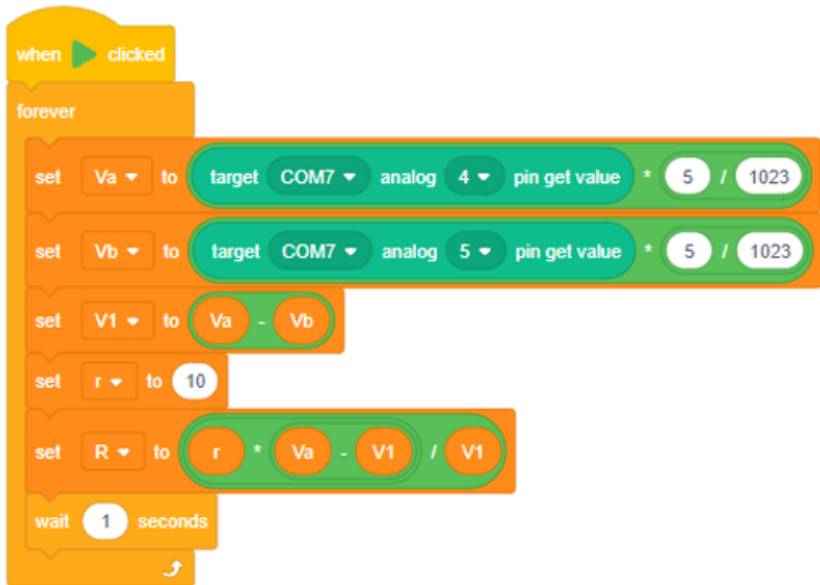 when clicked
forever
set Va to target COM7 analog 4 pin get value * 5 / 1023
set Vb to target COM7 analog 5 pin get value * 5 / 1023
set V1 to Va - Vb
set r to 10
set R to r * Va - V1 / V1
wait 1 seconds